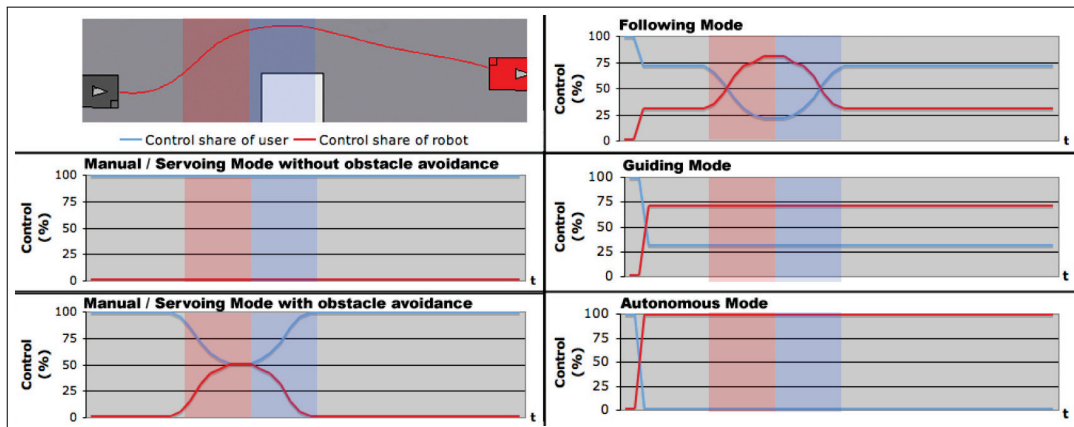 Control share of user
Control share of robot
Following Mode
Control
(%)
100
75
50
25
0
t
Manual / Servoing Mode without obstacle avoidance
Control
(%)
100
75
50
25
0
t
Guiding Mode
Control
(%)
100
75
50
25
0
t
Manual / Servoing Mode with obstacle avoidance
Control
(%)
100
75
50
25
0
t
Autonomous Mode
Control
(%)
100
75
50
25
0
t